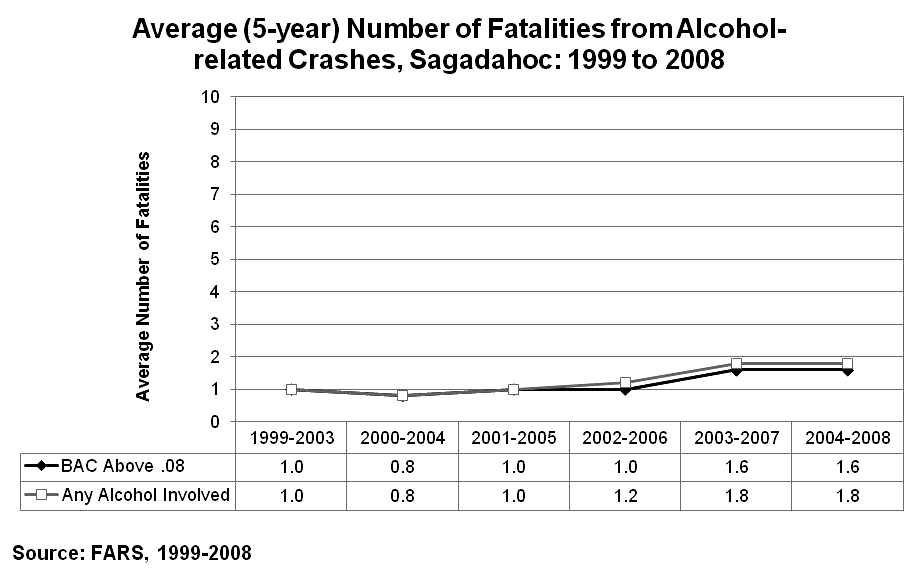 Average (5-year) Number of Fatalities from Alcohol-
related Crashes, Sagadahoc: 1999 to 2008
Average Number of Fatalities
10
9
8
7
6
5
4
3
2
1
0
1999-2003 2000-2004 2001-2005 2002-2006 2003-2007 2004-2008
BAC Above .08 1.0 0.8 1.0 1.0 1.6 1.6
Any Alcohol Involved 1.0 0.8 1.0 1.2 1.8 1.8
Source: FARS, 1999-2008